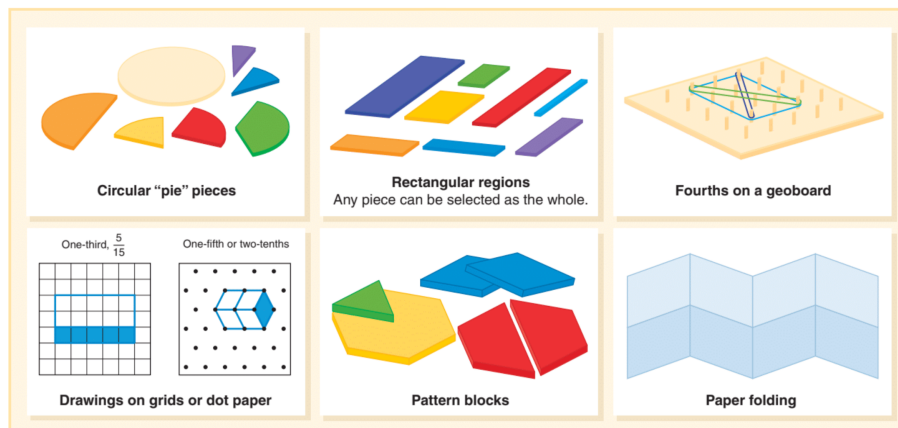 Circular “pie” pieces
Rectangular regions
Any piece can be selected as the whole.
Fourths on a geoboard
One-third, 5/15
One-fifth or two-tenths
Drawings on grids or dot paper
Pattern blocks
Paper folding